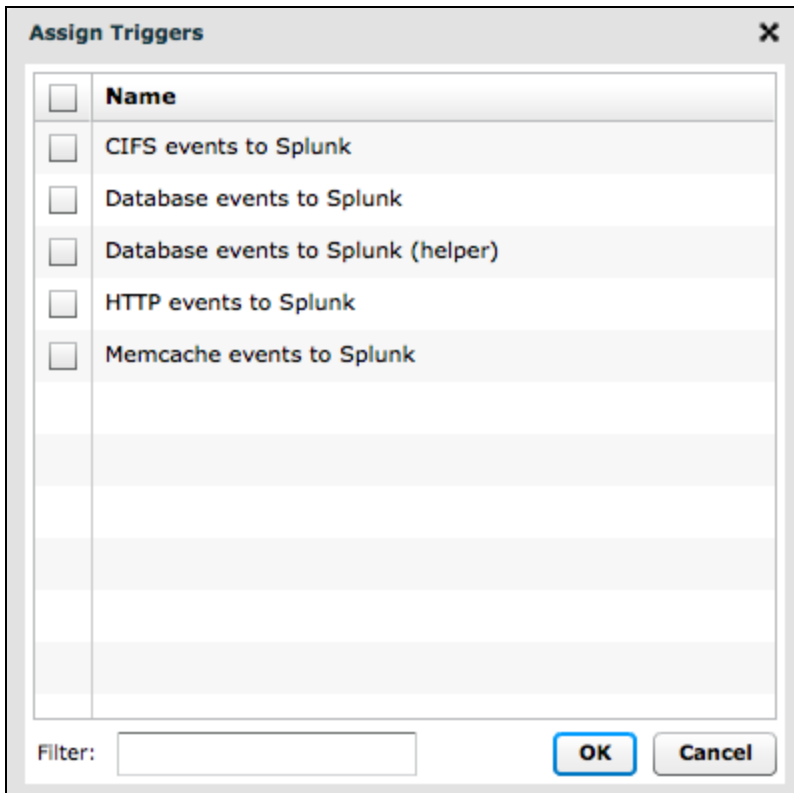 Assign Triggers
Name
CIFS events to Splunk
Database events to Splunk
Database events to Splunk (helper)
HTTP events to Splunk
Memcache events to Splunk
Filter:
OK
Cancel